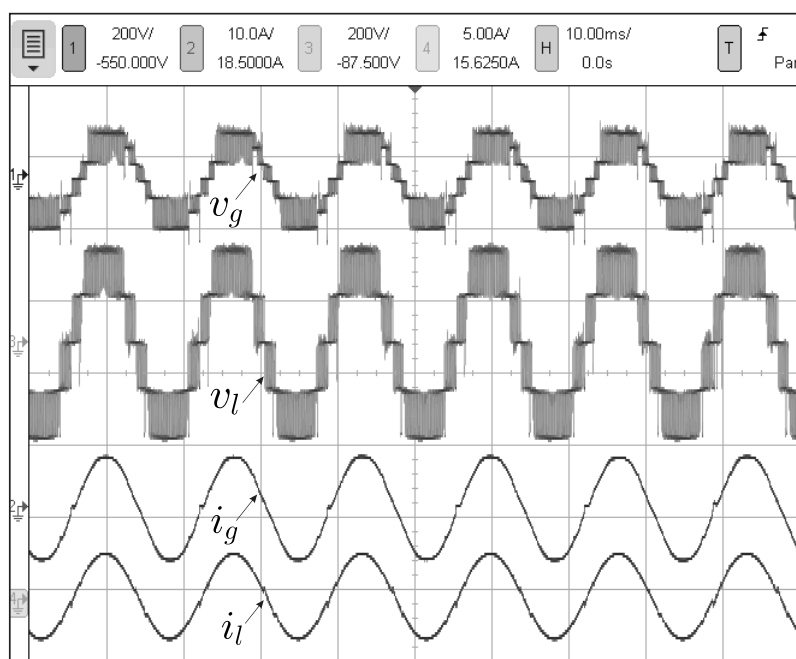 1 200V/ 2 10.0A/ 3 200V/ 4 5.00A/ H 10.00ms/ T
-550.000V 18.5000A -87.500V 15.6250A 0.0s Par
1
v_g
3
v_l
2
i_g
4
i_l